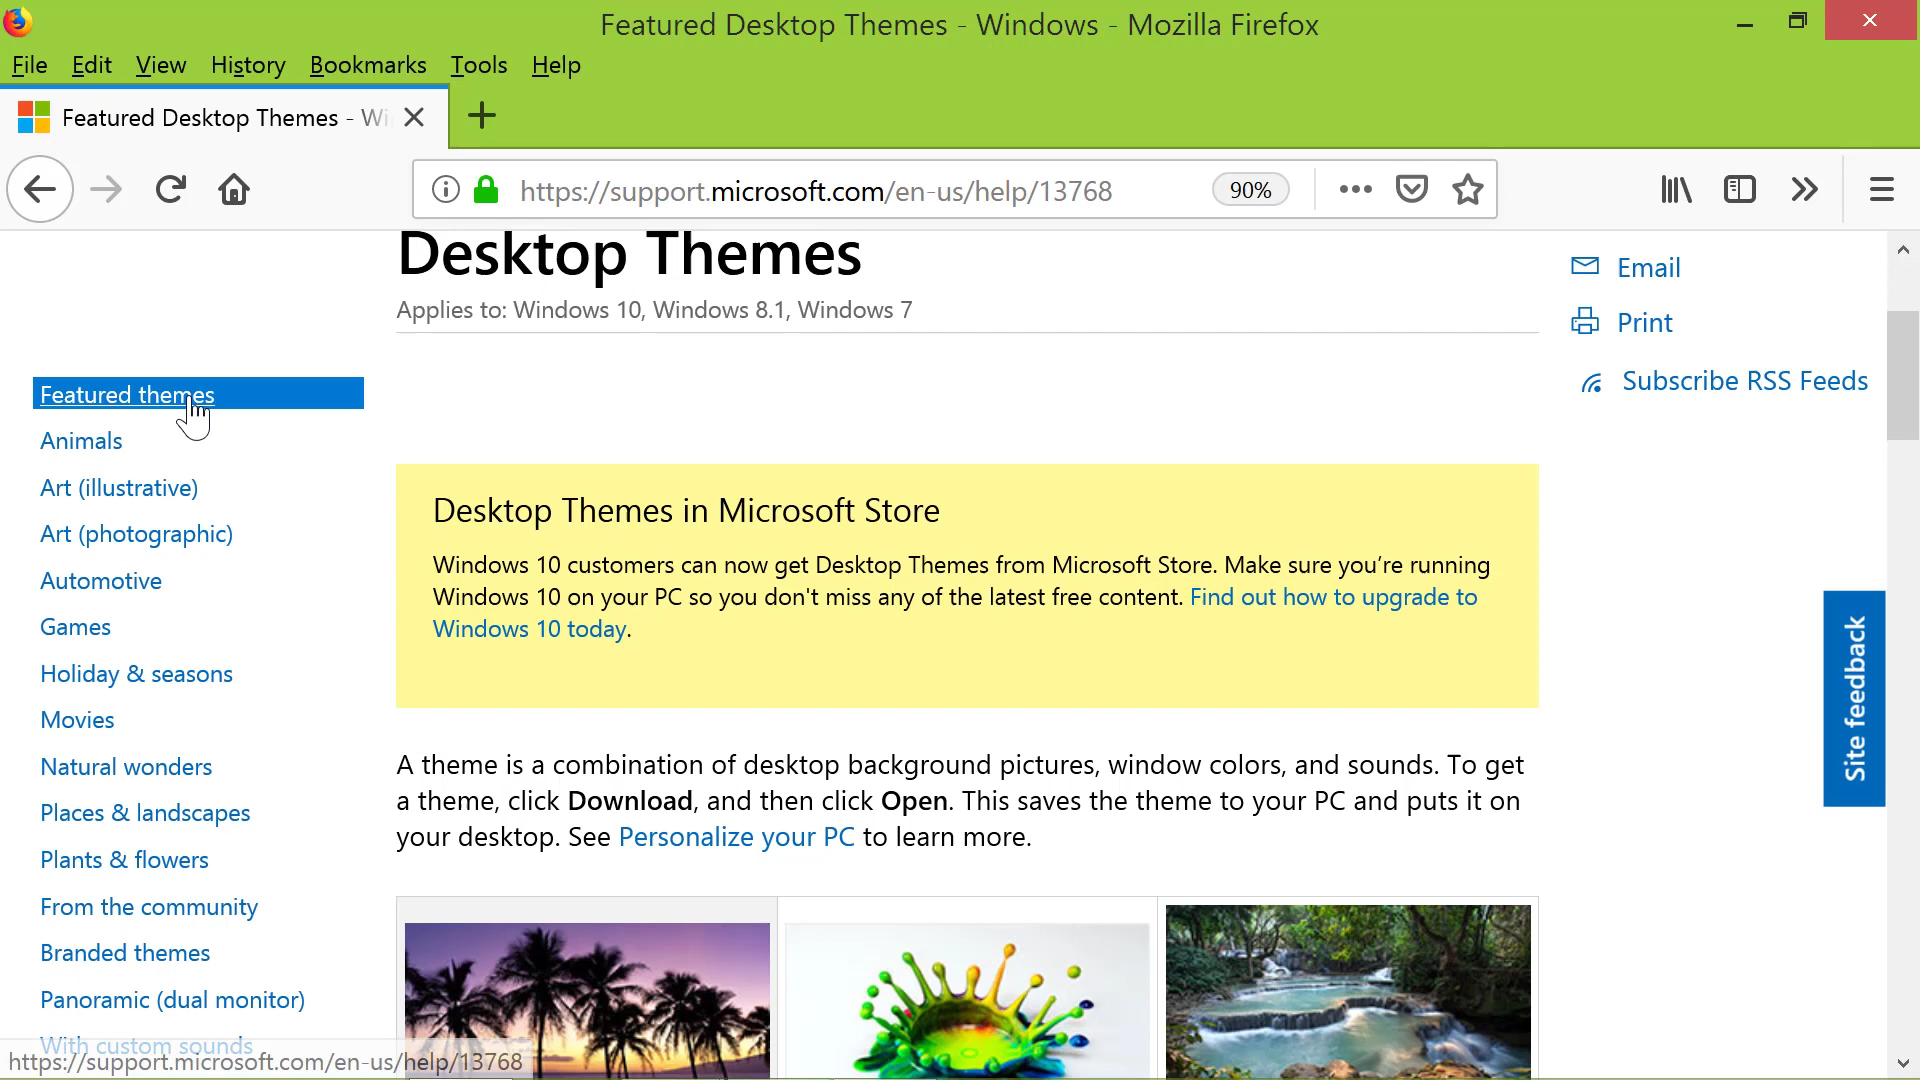 Featured Desktop Themes - Windows - Mozilla Firefox
File Edit View History Bookmarks Tools Help
Featured Desktop Themes - Wi
https://support.microsoft.com/en-us/help/13768 90%
Desktop Themes
Applies to: Windows 10, Windows 8.1, Windows 7
Email
Print
Subscribe RSS Feeds
Featured themes
Animals
Art (illustrative)
Art (photographic)
Automotive
Games
Holiday & seasons
Movies
Natural wonders
Places & landscapes
Plants & flowers
From the community
Branded themes
Panoramic (dual monitor)
With custom sounds
https://support.microsoft.com/en-us/help/13768
Desktop Themes in Microsoft Store
Windows 10 customers can now get Desktop Themes from Microsoft Store. Make sure you're running
Windows 10 on your PC so you don't miss any of the latest free content. Find out how to upgrade to
Windows 10 today.
A theme is a combination of desktop background pictures, window colors, and sounds. To get
a theme, click Download, and then click Open. This saves the theme to your PC and puts it on
your desktop. See Personalize your PC to learn more.
Site feedback